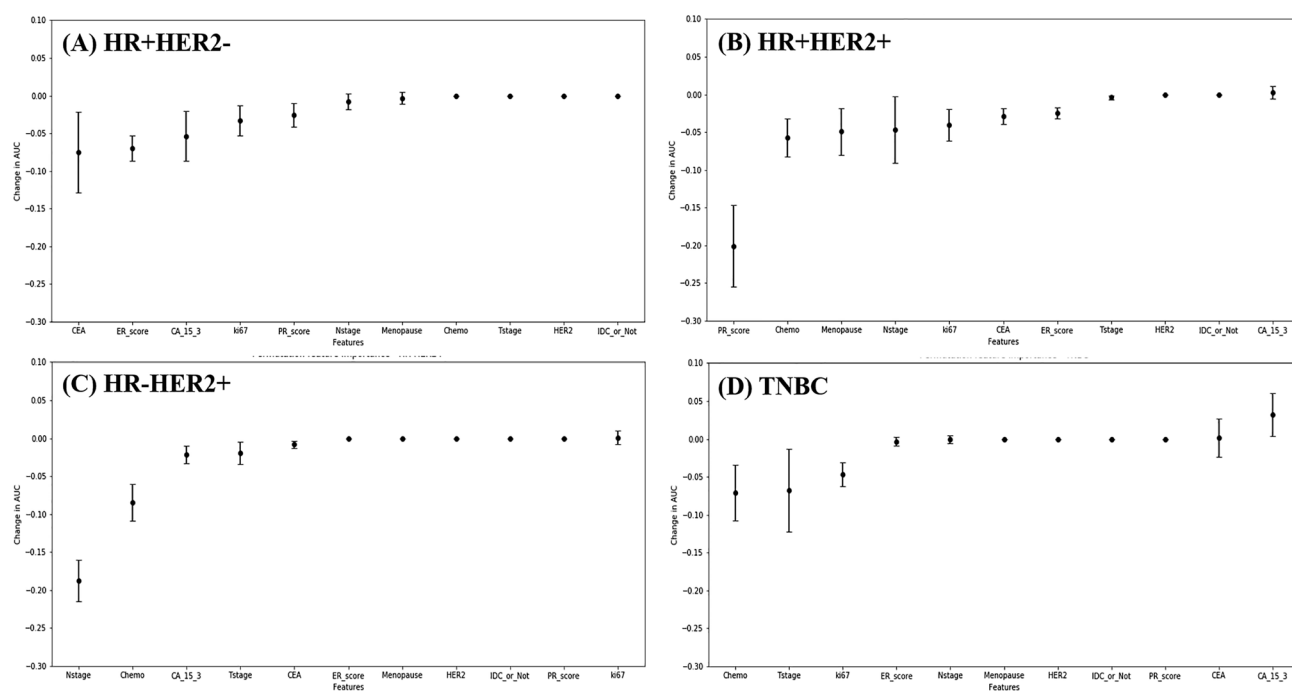 (A) HR+HER2-
0.10
0.05
0.00
−0.05
−0.10
−0.15
−0.20
−0.25
−0.30
Change in AUC
CEA ER_score CA_15_3 ki67 PR_score Nstage Menopause Chemo Tstage HER2 IDC_or_Not
Features
(B) HR+HER2+
0.10
0.05
0.00
−0.05
−0.10
−0.15
−0.20
−0.25
−0.30
Change in AUC
PR_score Chemo Menopause Nstage ki67 CEA ER_score Tstage HER2 IDC_or_Not CA_15_3
Features
(C) HR-HER2+
0.10
0.05
0.00
−0.05
−0.10
−0.15
−0.20
−0.25
−0.30
Change in AUC
Nstage Chemo CA_15_3 Tstage CEA ER_score Menopause HER2 IDC_or_Not PR_score ki67
Features
(D) TNBC
0.10
0.05
0.00
−0.05
−0.10
−0.15
−0.20
−0.25
−0.30
Change in AUC
Chemo Tstage ki67 ER_score Nstage Menopause HER2 IDC_or_Not PR_score CEA CA_15_3
Features